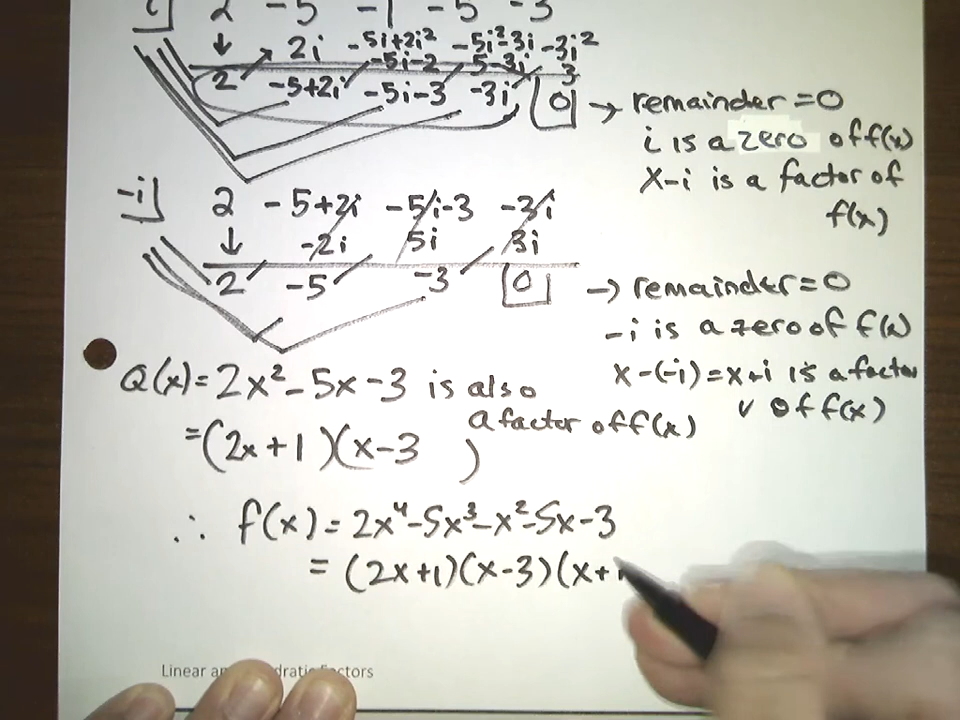 i 2 -5 -1 -5 -3
↓ 2i -5i+2i² -5i²-3i -3i²
-5i-2 5-3i 3
2 -5+2i -5i-3 -3i 0 → remainder = 0
i is a zero of f(x)
x-i is a factor of
f(x)
-i 2 -5+2i -5i-3 -3i
↓ -2i 5i 3i
2 -5 -3 0 → remainder = 0
-i is a zero of f(x)
x-(-i) = x+i is a factor
of f(x)
Q(x) = 2x² - 5x - 3 is also
a factor of f(x)
= (2x+1)(x-3)
∴ f(x) = 2x⁴-5x³-x²-5x-3
= (2x+1)(x-3)(x+
Linear and Quadratic Factors